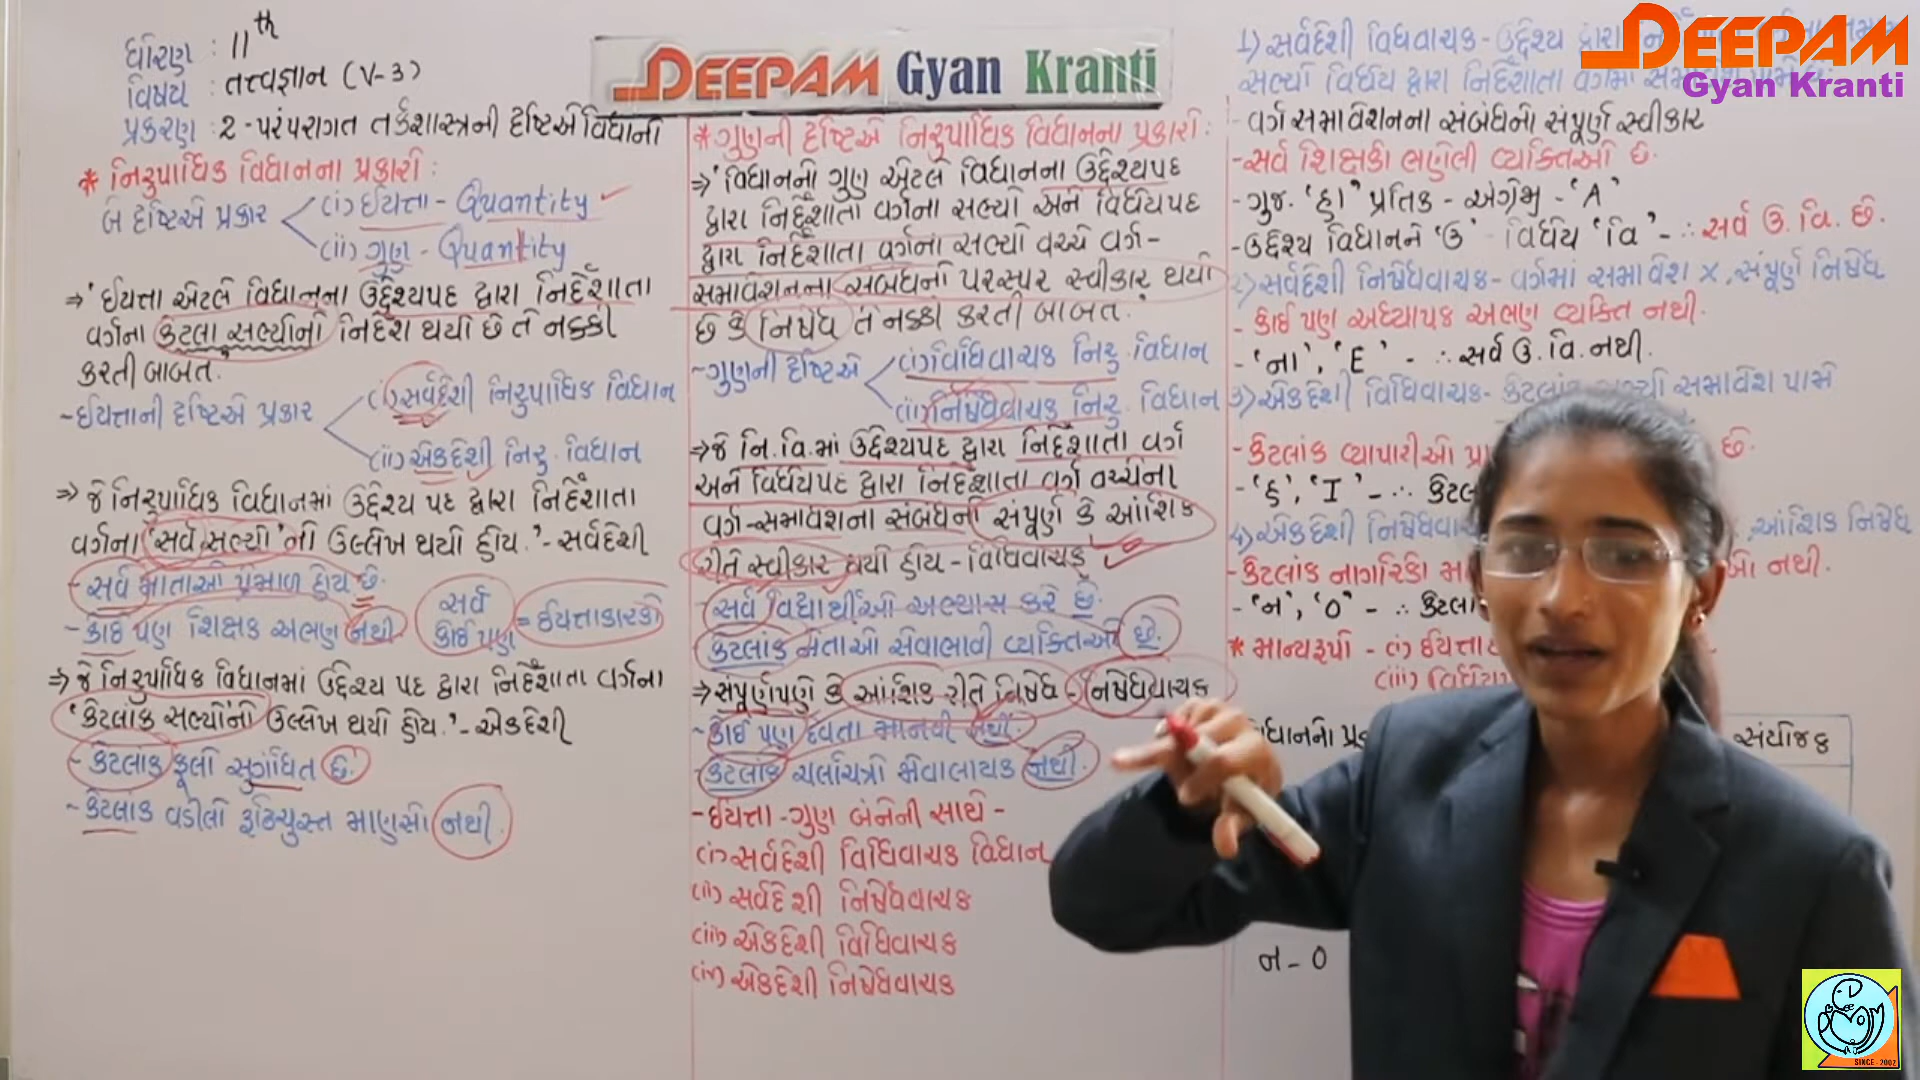 ધોરણ : 11th
વિષય : તત્ત્વજ્ઞાન (V-3)
પ્રકરણ : 2-પરંપરાગત તર્કશાસ્ત્રની દૃષ્ટિએ વિધાનો
* નિરુપાધિક વિધાનના પ્રકારો :
બે દૃષ્ટિએ પ્રકાર
(i) ઈયત્તા - Quantity
(ii) ગુણ - Quantity
⇒ 'ઈયત્તા એટલે વિધાનના ઉદ્દેશ્યપદ દ્વારા નિર્દેશાતા
વર્ગના કેટલા સભ્યોનો નિર્દેશ થયો છે તે નક્કી
કરતી બાબત.'
- ઈયત્તાની દૃષ્ટિએ પ્રકાર
(i) સર્વદેશી નિરુપાધિક વિધાન
(ii) એકદેશી નિરુ. વિધાન
⇒ જે નિરુપાધિક વિધાનમાં ઉદ્દેશ્ય પદ દ્વારા નિર્દેશાતા
વર્ગના 'સર્વ સભ્યો'નો ઉલ્લેખ થયો હોય.' - સર્વદેશી
- સર્વ માતાઓ પ્રેમાળ હોય છે.
- કોઈ પણ શિક્ષક અભણ નથી.
સર્વ
કોઈ પણ = ઈયત્તાકારકો
⇒ જે નિરુપાધિક વિધાનમાં ઉદ્દેશ્ય પદ દ્વારા નિર્દેશાતા વર્ગના
'કેટલાંક સભ્યોનો ઉલ્લેખ થયો હોય.' - એકદેશી
- કેટલાંક ફૂલો સુગંધિત છે.
- કેટલાંક વડીલો રૂઢિચુસ્ત માણસો નથી.
DEEPAM Gyan Kranti
* ગુણની દૃષ્ટિએ નિરુપાધિક વિધાનના પ્રકારો :
⇒ 'વિધાનનો ગુણ એટલે વિધાનના ઉદ્દેશ્યપદ
દ્વારા નિર્દેશાતા વર્ગના સભ્યો અને વિધેયપદ
દ્વારા નિર્દેશાતા વર્ગના સભ્યો વચ્ચે વર્ગ-
સમાવેશનના સંબંધનો પરસ્પર સ્વીકાર થયો
છે કે નિષેધ તે નક્કી કરતી બાબત.'
- ગુણની દૃષ્ટિએ
(i) વિધિવાચક નિરુ. વિધાન
(ii) નિષેધવાચક નિરુ. વિધાન
⇒ જે નિ.વિ.માં ઉદ્દેશ્યપદ દ્વારા નિર્દેશાતા વર્ગ
અને વિધેયપદ દ્વારા નિર્દેશાતા વર્ગ વચ્ચેના
વર્ગ-સમાવેશના સંબંધનો સંપૂર્ણ કે આંશિક
રીતે સ્વીકાર થયો હોય - વિધિવાચક
- સર્વ વિદ્યાર્થીઓ અભ્યાસ કરે છે.
કેટલાંક નેતાઓ સેવાભાવી વ્યક્તિઓ છે.
⇒ સંપૂર્ણપણે કે આંશિક રીતે નિષેધ - નિષેધવાચક
- કોઈ પણ દેવતા માનવી નથી.
- કેટલાંક ચલચિત્રો જોવાલાયક નથી.
- ઈયત્તા - ગુણ બંનેની સાથે -
(i) સર્વદેશી વિધિવાચક વિધાન
(ii) સર્વદેશી નિષેધવાચક
(iii) એકદેશી વિધિવાચક
(iv) એકદેશી નિષેધવાચક
DEEPAM
Gyan Kranti
1) સર્વદેશી વિધિવાચક - ઉદ્દેશ્ય દ્વારા
સભ્યો વિધેય દ્વારા નિર્દેશાતા વર્ગમાં
- વર્ગ સમાવેશનના સંબંધનો સંપૂર્ણ સ્વીકાર
- સર્વ શિક્ષકો ભણેલી વ્યક્તિઓ છે.
- ગુજ. 'હા' પ્રતિક - અંગ્રેજી - 'A'
- ઉદ્દેશ્ય વિધાનને 'ઉ' વિધેય 'વિ' - ∴ સર્વ ઉ. વિ. છે.
2) સર્વદેશી નિષેધવાચક - વર્ગમાં સમાવેશ X, સંપૂર્ણ નિષેધ
- કોઈ પણ અધ્યાપક અભણ વ્યક્તિ નથી.
- 'ના', 'E' - ∴ સર્વ ઉ. વિ. નથી.
3) એકદેશી વિધિવાચક - કેટલાંક સભ્યો સમાવેશ પામે
- કેટલાંક વ્યાપારીઓ છે.
- 'હ', 'I' - ∴
4) એકદેશી આંશિક નિષેધ
- કેટલાંક નાગરિકો નથી.
- 'ન', 'O' - ∴
* માન્યરૂપો - (i) ઈયત્તા
(iii)
સંયોજક
ન - O
SINCE - 2007